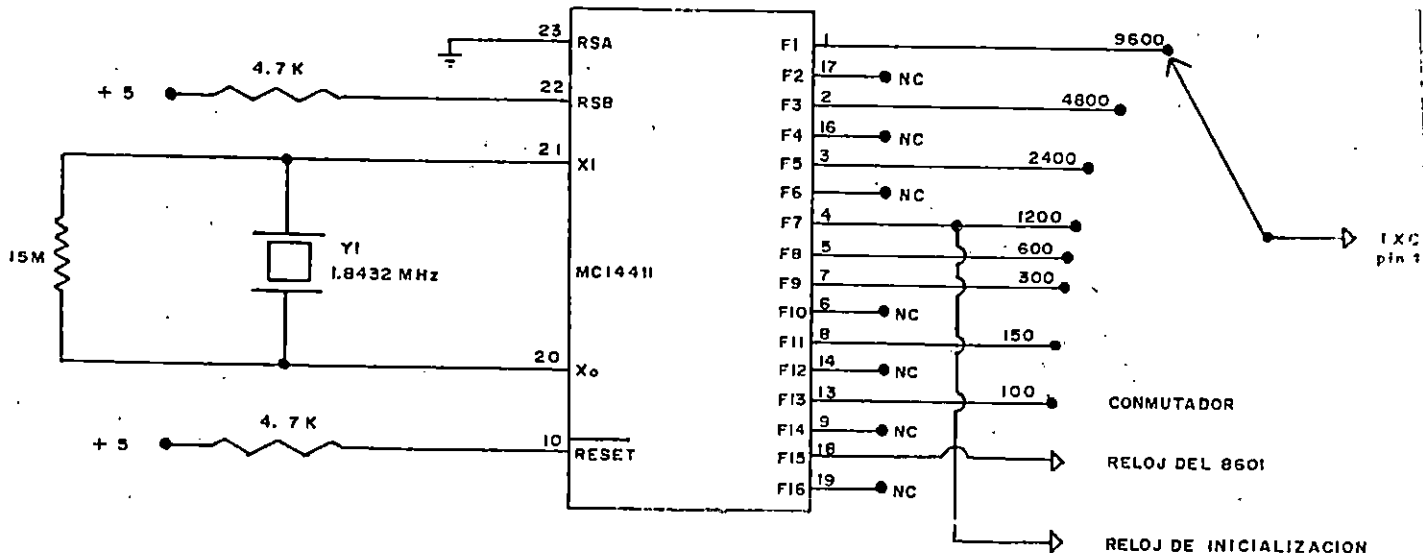 23
RSA
4.7 K
+ 5
22
RSB
21
XI
15M
Y1
1.8432 MHz
MC14411
20
Xo
+ 5
4.7K
10
RESET
F1 1 9600
F2 17 NC
F3 2 4800
F4 16 NC
F5 3 2400
F6 NC
F7 4 1200
F8 5 600
F9 7 300
F10 6 NC
F11 8 150
F12 14 NC
F13 13 100
F14 9 NC
F15 18
F16 19 NC
TXC
pin
CONMUTADOR
RELOJ DEL 8601
RELOJ DE INICIALIZACION